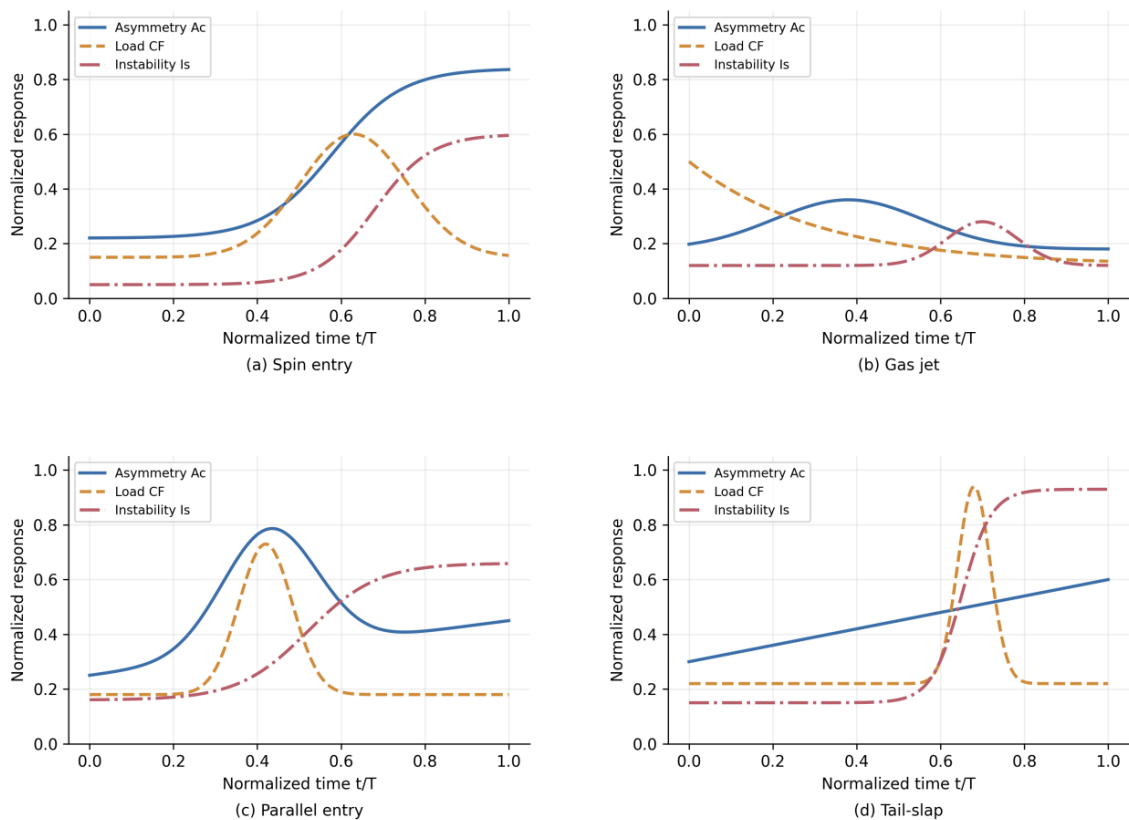 Asymmetry Ac
Load CF
Instability Is
Normalized response
1.0
0.8
0.6
0.4
0.2
0.0
0.0 0.2 0.4 0.6 0.8 1.0
Normalized time t/T
(a) Spin entry
Asymmetry Ac
Load CF
Instability Is
Normalized response
1.0
0.8
0.6
0.4
0.2
0.0
0.0 0.2 0.4 0.6 0.8 1.0
Normalized time t/T
(b) Gas jet
Asymmetry Ac
Load CF
Instability Is
Normalized response
1.0
0.8
0.6
0.4
0.2
0.0
0.0 0.2 0.4 0.6 0.8 1.0
Normalized time t/T
(c) Parallel entry
Asymmetry Ac
Load CF
Instability Is
Normalized response
1.0
0.8
0.6
0.4
0.2
0.0
0.0 0.2 0.4 0.6 0.8 1.0
Normalized time t/T
(d) Tail-slap